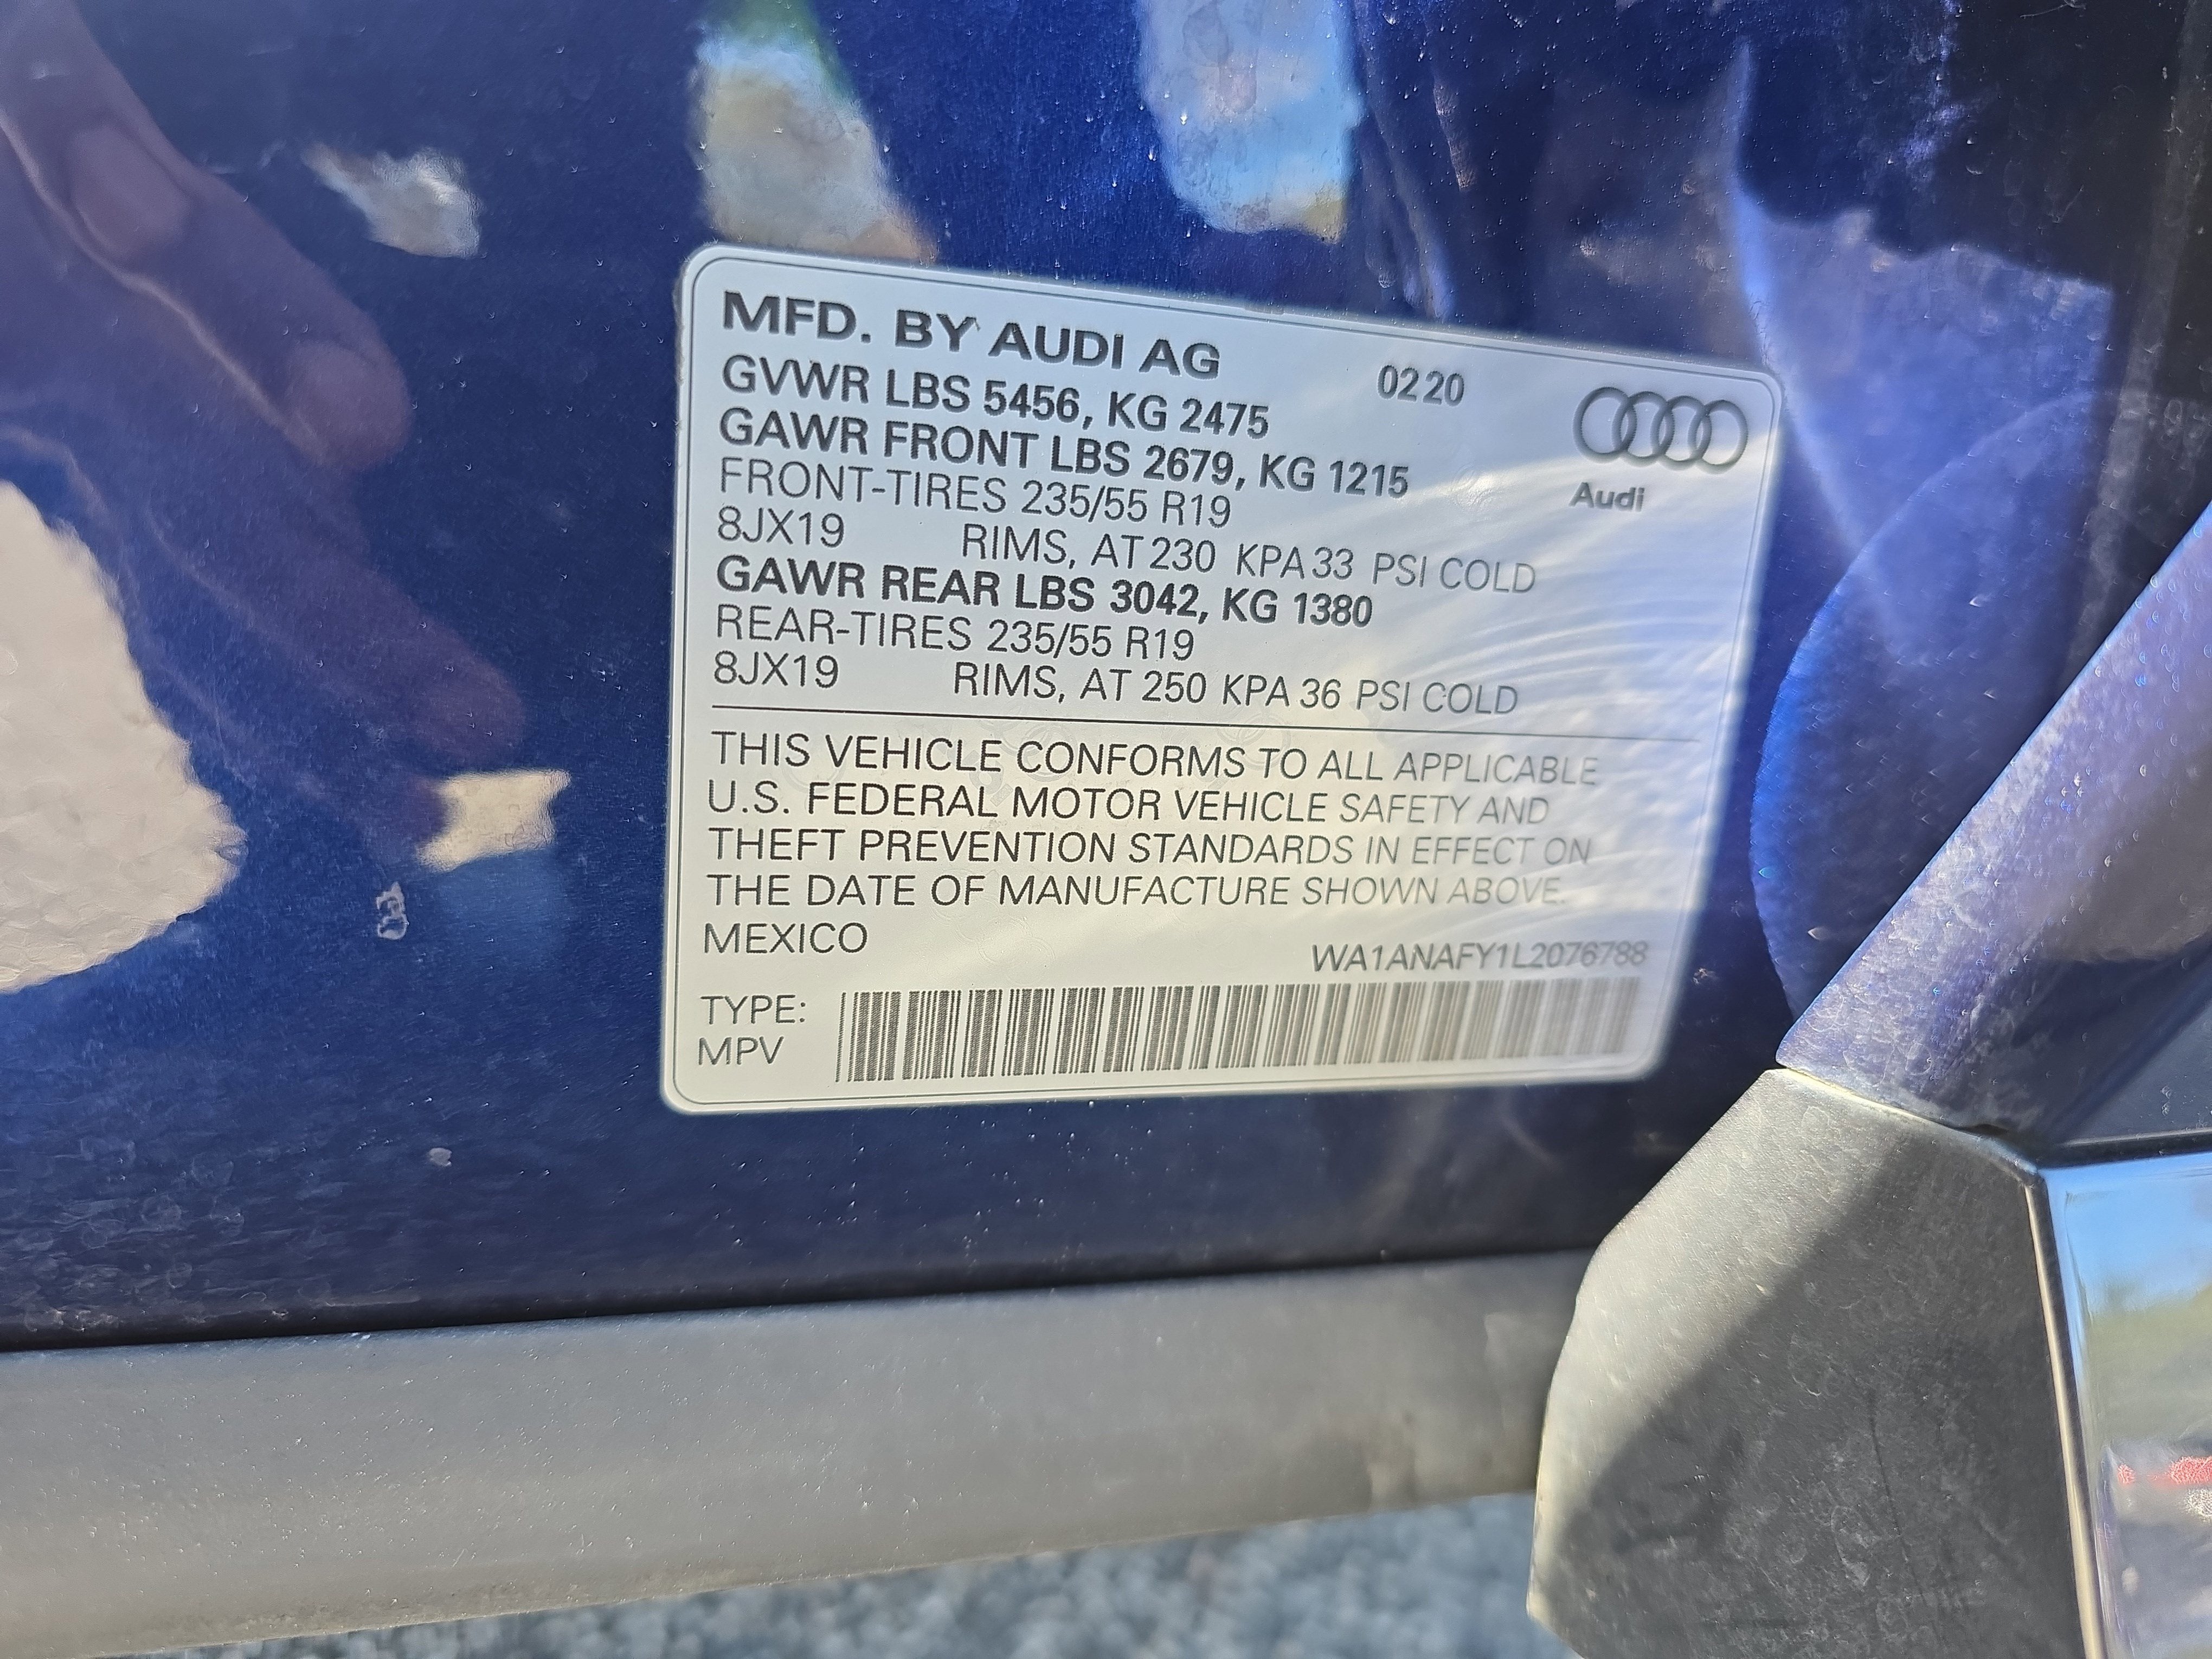 MFD. BY AUDI AG 0220
GVWR LBS 5456, KG 2475
GAWR FRONT LBS 2679, KG 1215
FRONT-TIRES 235/55 R19
Audi
8JX19 RIMS, AT 230 KPA 33 PSI COLD
GAWR REAR LBS 3042, KG 1380
REAR-TIRES 235/55 R19
8JX19 RIMS, AT 250 KPA 36 PSI COLD
THIS VEHICLE CONFORMS TO ALL APPLICABLE
U.S. FEDERAL MOTOR VEHICLE SAFETY AND
THEFT PREVENTION STANDARDS IN EFFECT ON
THE DATE OF MANUFACTURE SHOWN ABOVE.
MEXICO
WA1ANAFY1L2076788
TYPE:
MPV